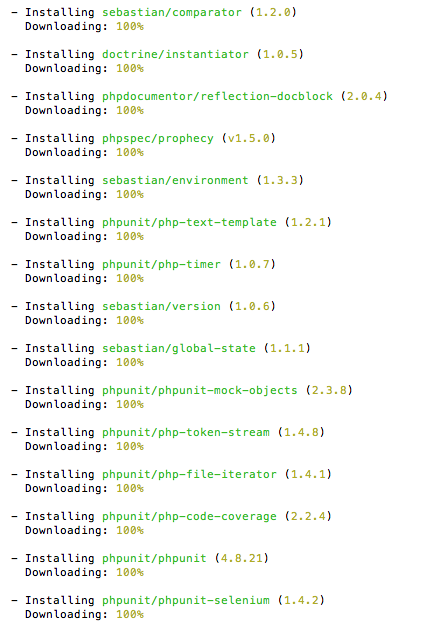 - Installing sebastian/comparator (1.2.0)
Downloading: 100%
- Installing doctrine/instantiator (1.0.5)
Downloading: 100%
- Installing phpdocumentor/reflection-docblock (2.0.4)
Downloading: 100%
- Installing phpspec/prophecy (v1.5.0)
Downloading: 100%
- Installing sebastian/environment (1.3.3)
Downloading: 100%
- Installing phpunit/php-text-template (1.2.1)
Downloading: 100%
- Installing phpunit/php-timer (1.0.7)
Downloading: 100%
- Installing sebastian/version (1.0.6)
Downloading: 100%
- Installing sebastian/global-state (1.1.1)
Downloading: 100%
- Installing phpunit/phpunit-mock-objects (2.3.8)
Downloading: 100%
- Installing phpunit/php-token-stream (1.4.8)
Downloading: 100%
- Installing phpunit/php-file-iterator (1.4.1)
Downloading: 100%
- Installing phpunit/php-code-coverage (2.2.4)
Downloading: 100%
- Installing phpunit/phpunit (4.8.21)
Downloading: 100%
- Installing phpunit/phpunit-selenium (1.4.2)
Downloading: 100%